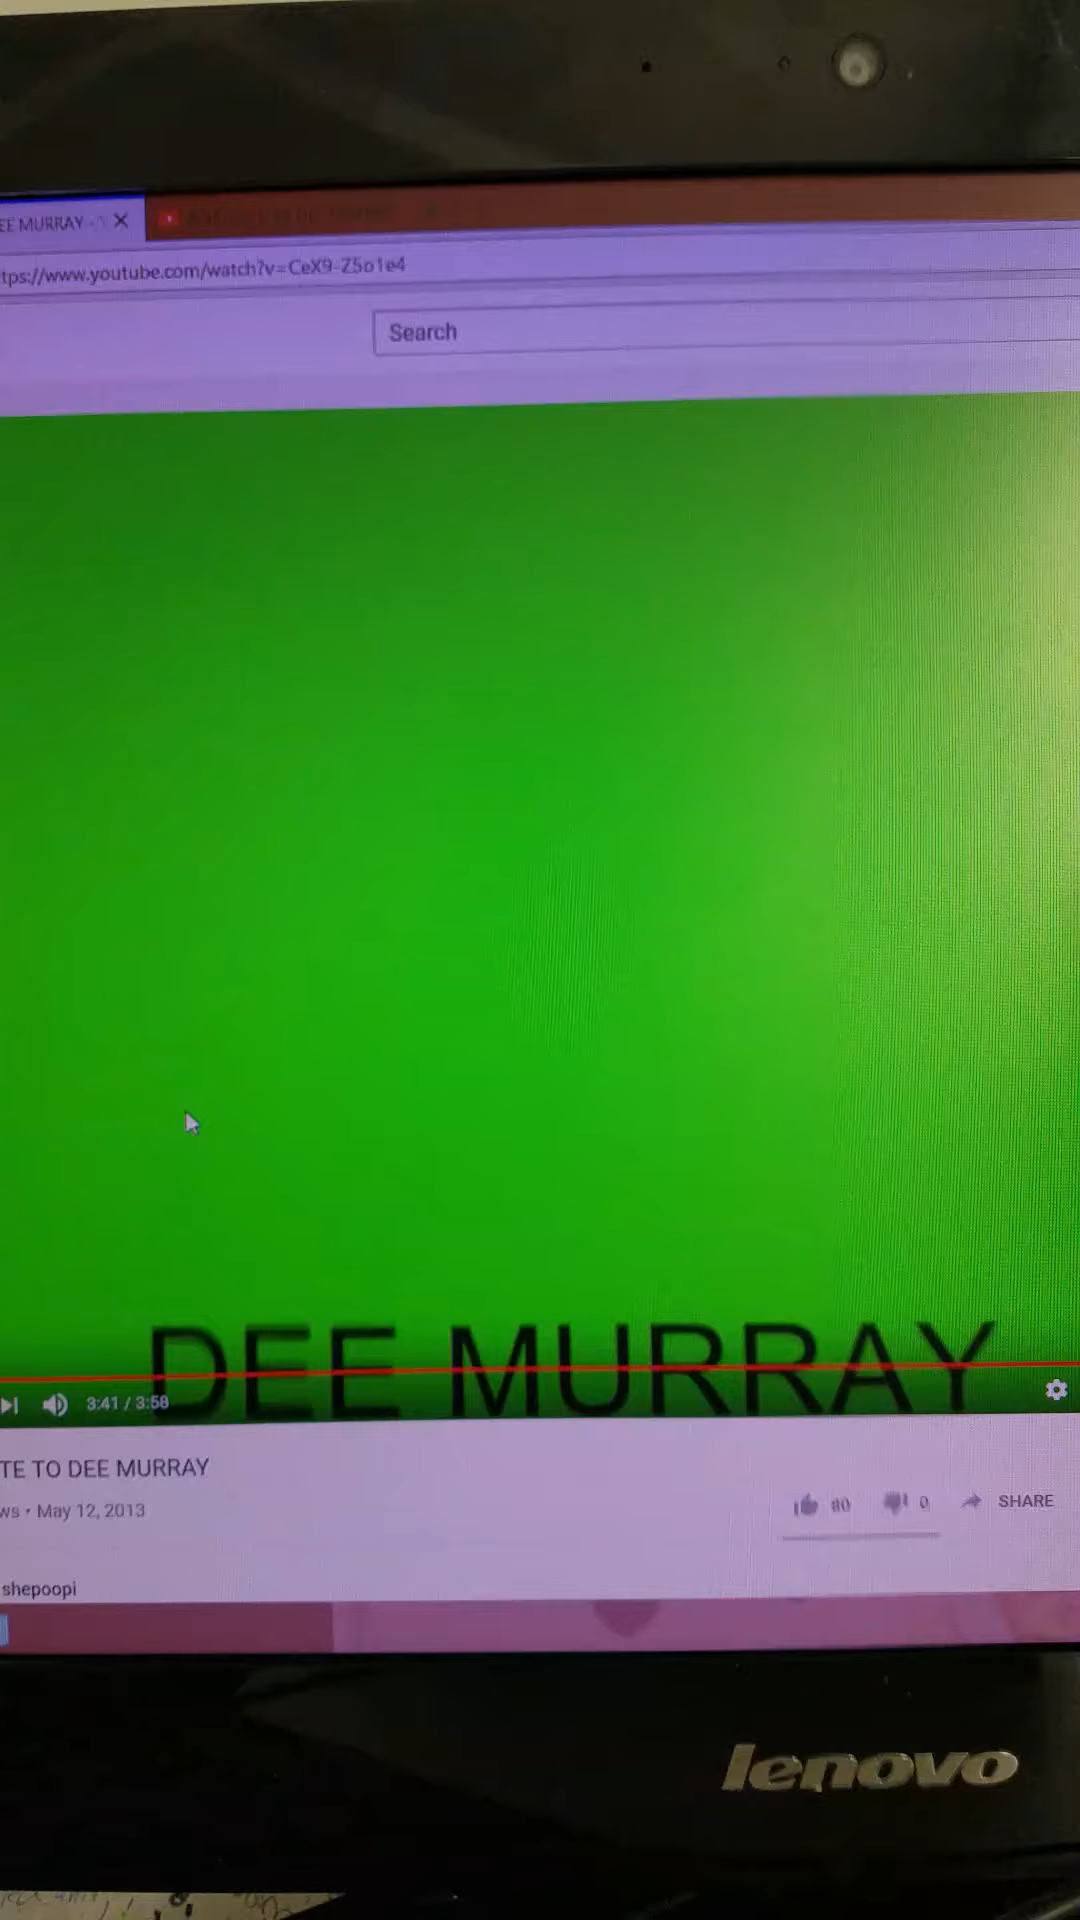 EE MURRAY -
tps://www.youtube.com/watch?v=CeX9-Z5o1e4
Search
DEE MURRAY
3:41 / 3:58
TE TO DEE MURRAY
ws • May 12, 2013
80
0
SHARE
shepoopi
lenovo